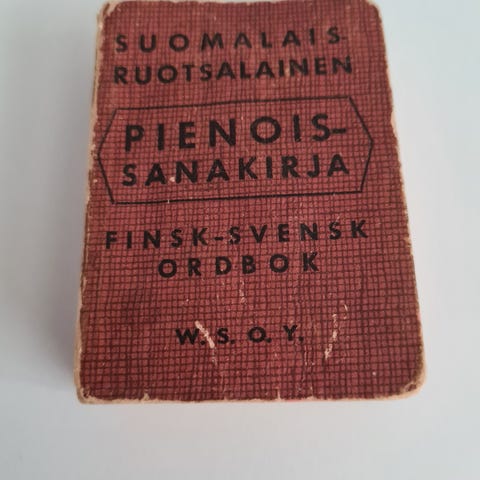 SUOMALAIS-
RUOTSALAINEN
PIENOIS-
SANAKIRJA
FINSK-SVENSK
ORDBOK
W.S.O.Y.